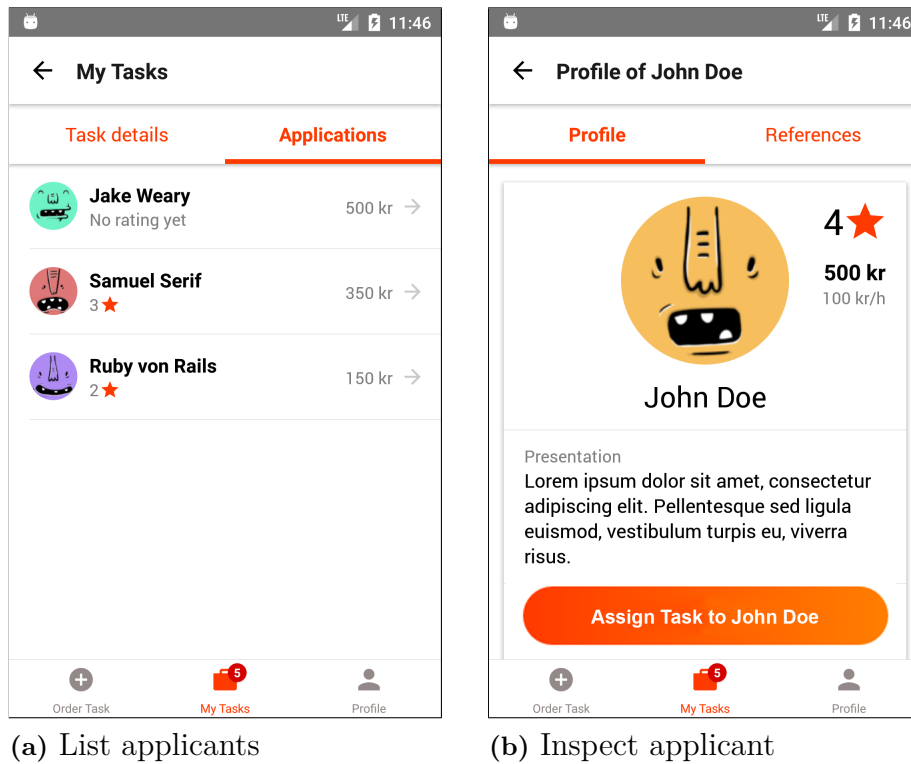 LTE 11:46
My Tasks
Task details Applications
Jake Weary
No rating yet
500 kr
Samuel Serif
3
350 kr
Ruby von Rails
2
150 kr
5
Order Task My Tasks Profile
(a) List applicants
LTE 11:46
Profile of John Doe
Profile References
4
500 kr
100 kr/h
John Doe
Presentation
Lorem ipsum dolor sit amet, consectetur
adipiscing elit. Pellentesque sed ligula
euismod, vestibulum turpis eu, viverra
risus.
Assign Task to John Doe
5
Order Task My Tasks Profile
(b) Inspect applicant